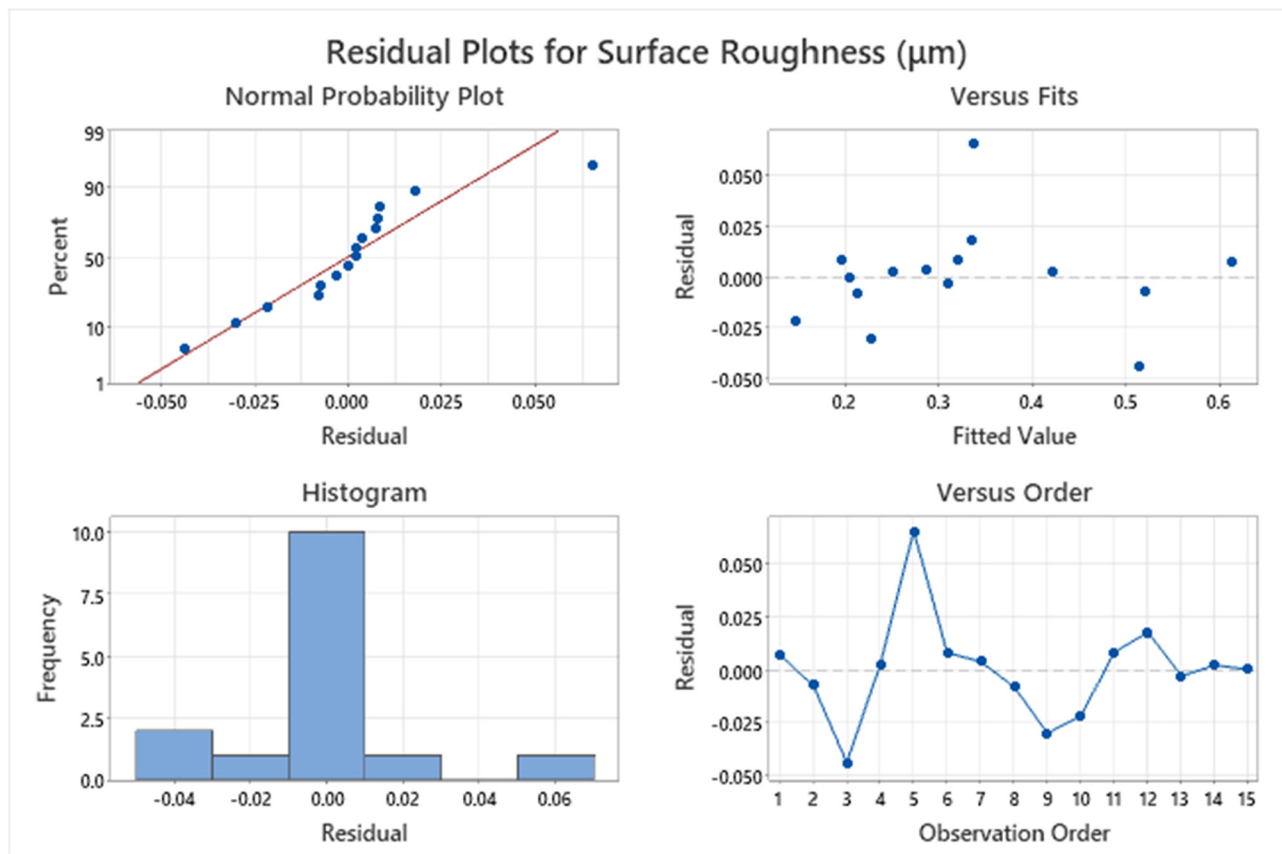 Residual Plots for Surface Roughness (µm)
Normal Probability Plot
99
90
50
10
1
Percent
-0.050 -0.025 0.000 0.025 0.050
Residual
Versus Fits
0.050
0.025
0.000
-0.025
-0.050
Residual
0.2 0.3 0.4 0.5 0.6
Fitted Value
Histogram
10.0
7.5
5.0
2.5
0.0
Frequency
-0.04 -0.02 0.00 0.02 0.04 0.06
Residual
Versus Order
0.050
0.025
0.000
-0.025
-0.050
Residual
1 2 3 4 5 6 7 8 9 10 11 12 13 14 15
Observation Order